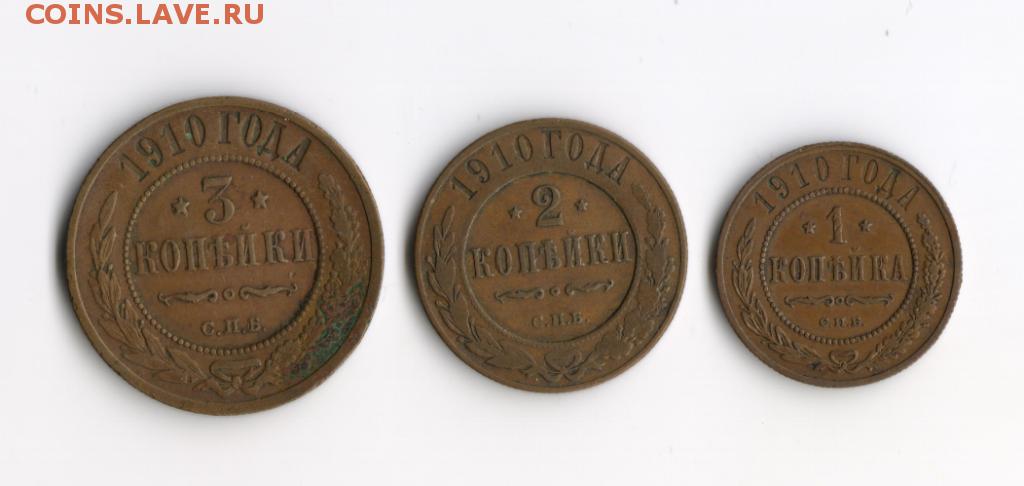 COINS.LAVE.RU
1910 ГОДА
3
КОПѢЙКИ
С.П.Б.
1910 ГОДА
2
КОПѢЙКИ
С.П.Б.
1910 ГОДА
1
КОПѢЙКА
С.П.Б.